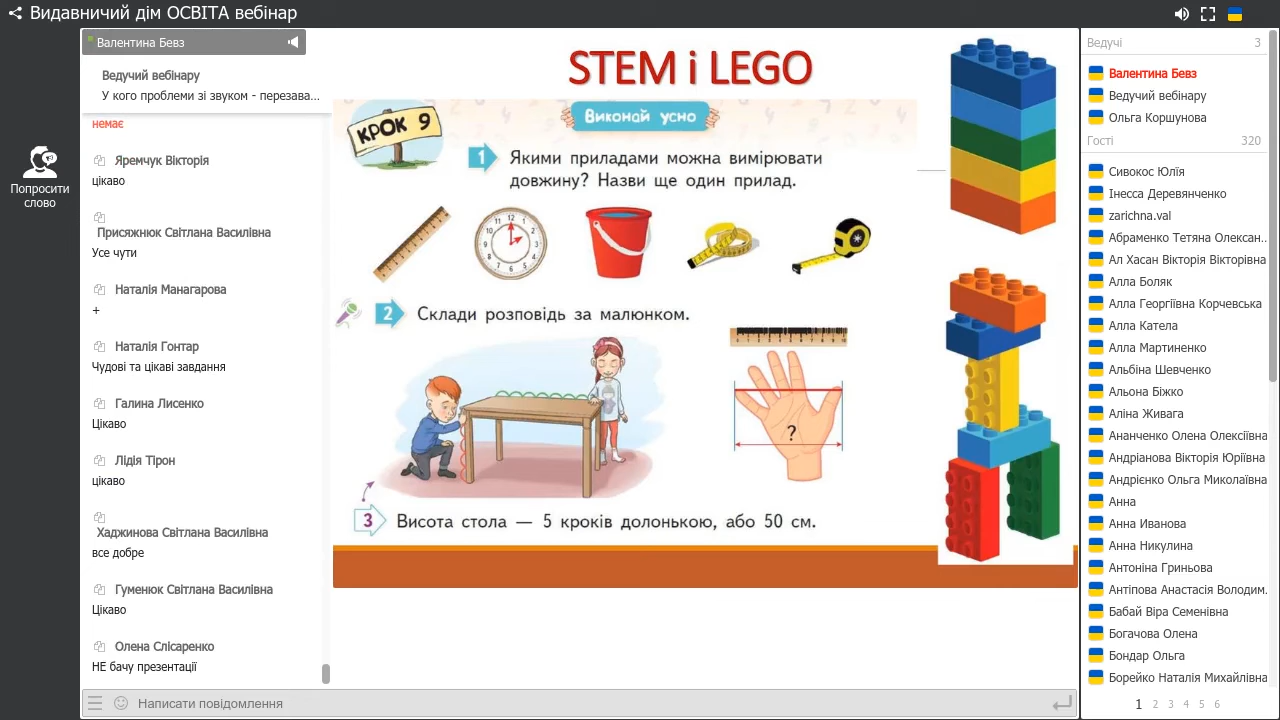 Видавничий дім ОСВІТА вебінар
Попросити
слово
Валентина Бевз
Ведучий вебінару
У кого проблеми зі звуком - перезава...
немає
Яремчук Вікторія
цікаво
Присяжнюк Світлана Василівна
Усе чути
Наталія Манагарова
+
Наталія Гонтар
Чудові та цікаві завдання
Галина Лисенко
Цікаво
Лідія Тірон
цікаво
Хаджинова Світлана Василівна
все добре
Гуменюк Світлана Василівна
Цікаво
Олена Слісаренко
НЕ бачу презентації
Написати повідомлення
STEM і LEGO
КРОК 9
Виконай усно
1 Якими приладами можна вимірювати
довжину? Назви ще один прилад.
2 Склади розповідь за малюнком.
?
3 Висота стола — 5 кроків долонькою, або 50 см.
Ведучі 3
Валентина Бевз
Ведучий вебінару
Ольга Коршунова
Гості 320
Сивокос Юлїя
Інесса Деревянченко
zarichna.val
Абраменко Тетяна Олексан...
Ал Хасан Вікторія Вікторівна
Алла Боляк
Алла Георгіївна Корчевська
Алла Катела
Алла Мартиненко
Альбіна Шевченко
Альона Біжко
Аліна Живага
Ананченко Олена Олексіївна
Андріанова Вікторія Юріївна
Андрієнко Ольга Миколаївна
Анна
Анна Иванова
Анна Никулина
Антоніна Гриньова
Антіпова Анастасія Володим...
Бабай Віра Семенівна
Богачова Олена
Бондар Ольга
Борейко Наталія Михайлівна
1 2 3 4 5 6